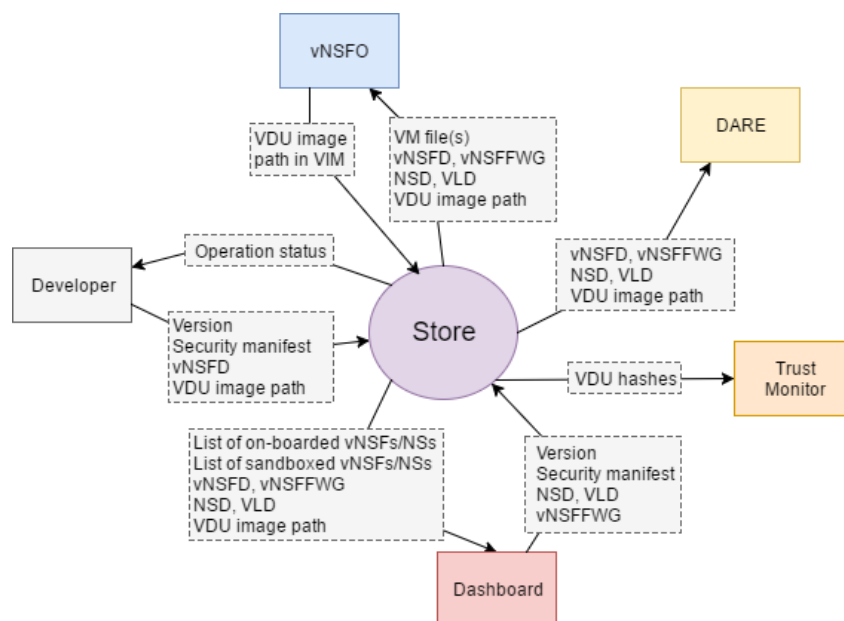 vNSFO
DARE
VDU image
path in VIM
VM file(s)
vNSFD, vNSFFWG
NSD, VLD
VDU image path
Operation status
vNSFD, vNSFFWG
NSD, VLD
VDU image path
Developer
Store
Version
Security manifest
vNSFD
VDU image path
VDU hashes
Trust
Monitor
List of on-boarded vNSFs/NSs
List of sandboxed vNSFs/NSs
vNSFD, vNSFFWG
NSD, VLD
VDU image path
Version
Security manifest
NSD, VLD
vNSFFWG
Dashboard